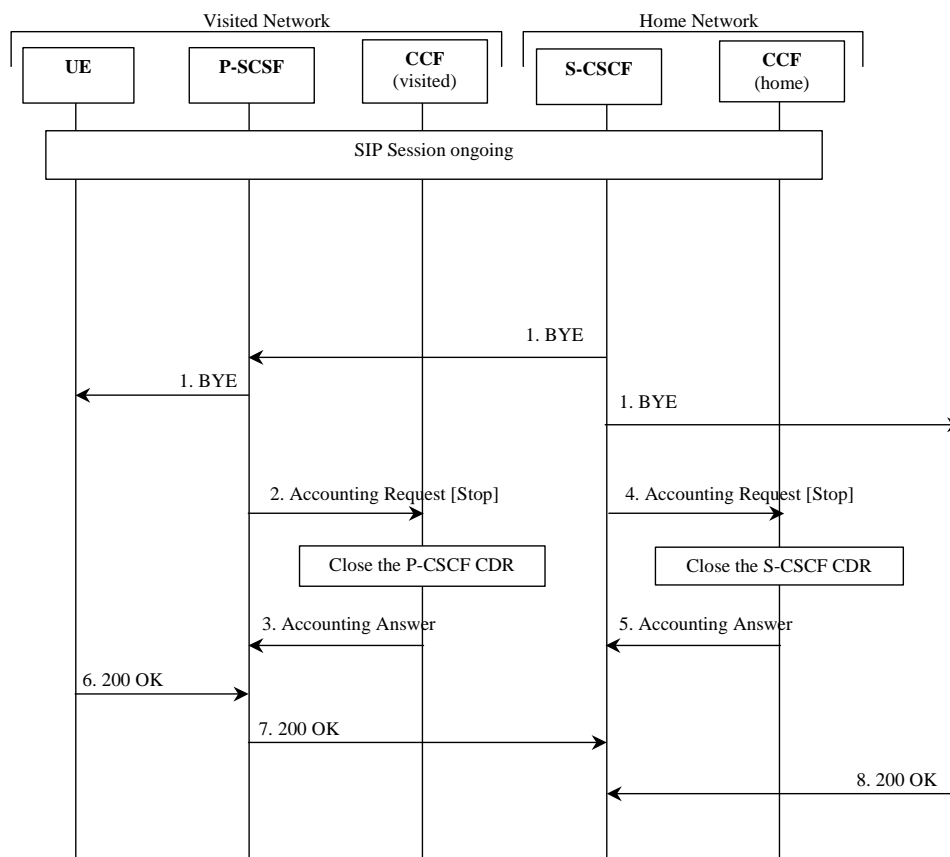 Visited Network
Home Network
UE
P-SCSF
CCF
(visited)
S-CSCF
CCF
(home)
SIP Session ongoing
1. BYE
1. BYE
1. BYE
2. Accounting Request [Stop]
4. Accounting Request [Stop]
Close the P-CSCF CDR
Close the S-CSCF CDR
3. Accounting Answer
5. Accounting Answer
6. 200 OK
7. 200 OK
8. 200 OK